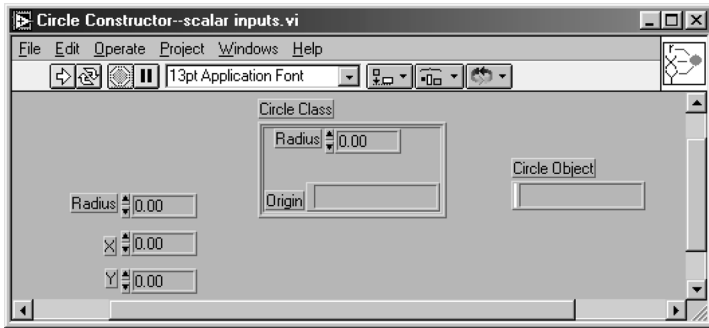 Circle Constructor--scalar inputs.vi
File Edit Operate Project Windows Help
13pt Application Font
Circle Class
Radius 0.00
Circle Object
Origin
Radius 0.00
X 0.00
Y 0.00